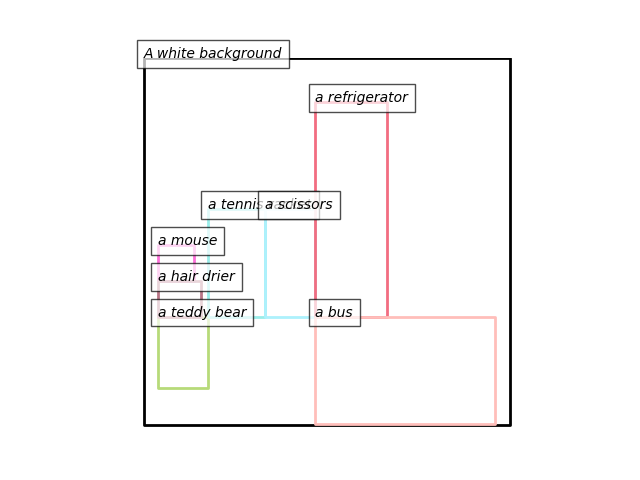 A white background
a refrigerator
a tennis racket
a scissors
a mouse
a hair drier
a teddy bear
a bus